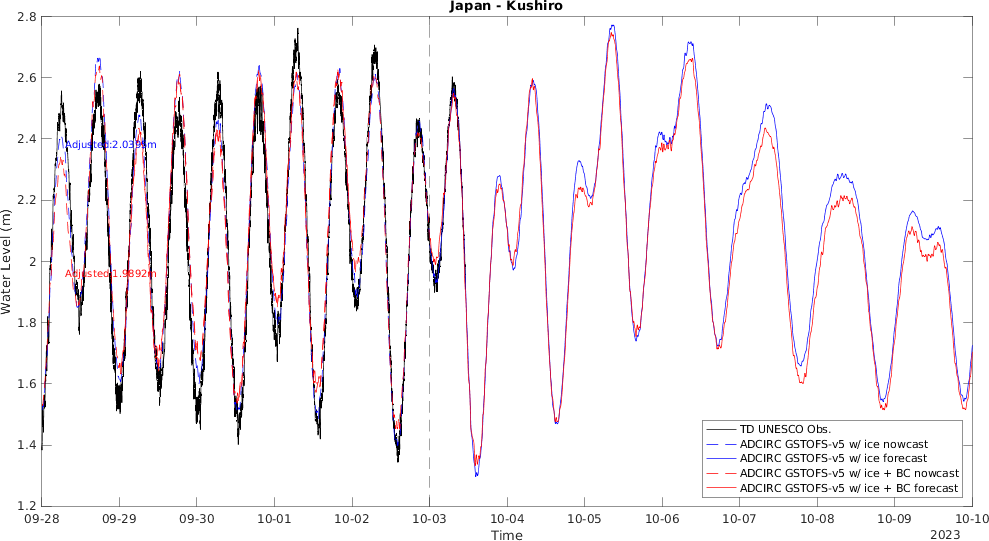 Japan - Kushiro
2.8
2.6
2.4
2.2
2
1.8
1.6
1.4
1.2
Water Level (m)
Adjusted:2.0399m
Adjusted:1.9892m
TD UNESCO Obs.
ADCIRC GSTOFS-v5 w/ ice nowcast
ADCIRC GSTOFS-v5 w/ ice forecast
ADCIRC GSTOFS-v5 w/ ice + BC nowcast
ADCIRC GSTOFS-v5 w/ ice + BC forecast
09-28 09-29 09-30 10-01 10-02 10-03 10-04 10-05 10-06 10-07 10-08 10-09 10-10
Time
2023